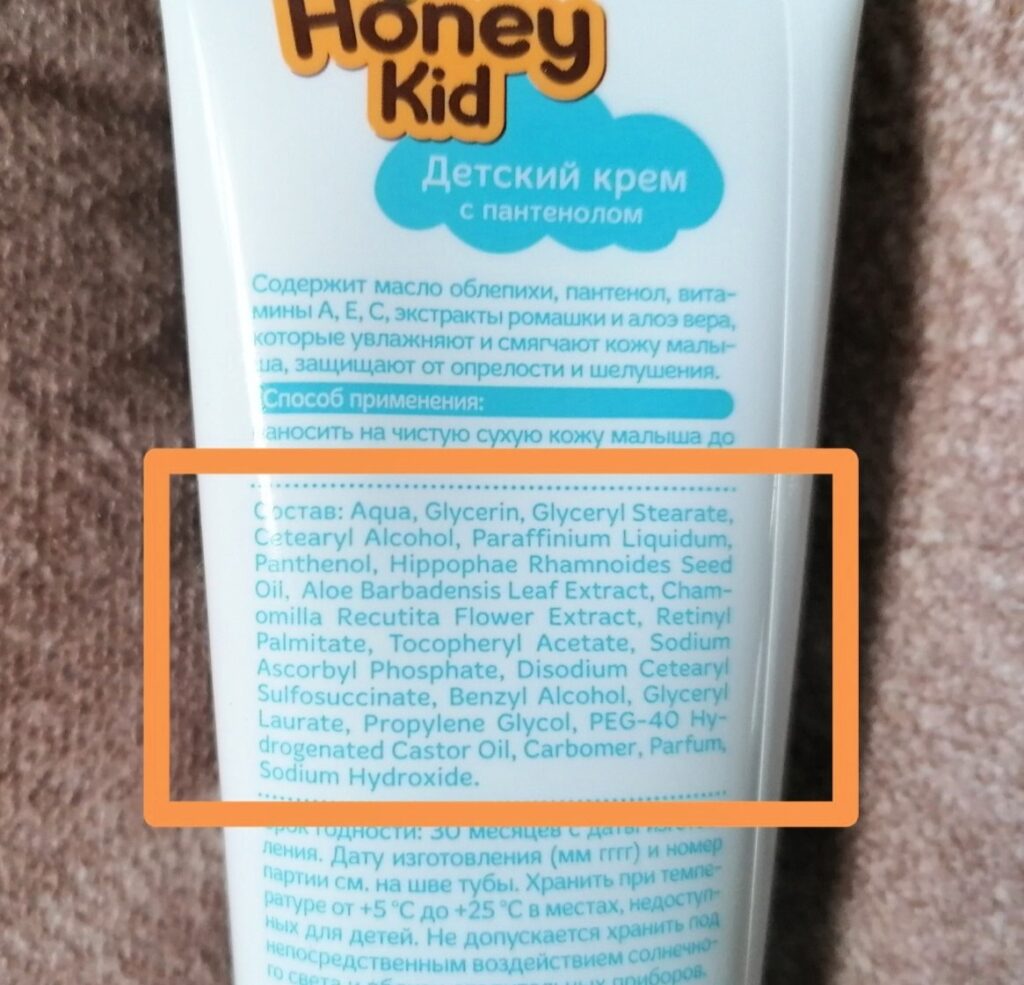 Honey
Kid
Детский крем
с пантенолом
Содержит масло облепихи, пантенол, вита-
мины А, Е, С, экстракты ромашки и алоэ вера,
которые увлажняют и смягчают кожу малы-
ша, защищают от опрелости и шелушения.
Способ применения:
наносить на чистую сухую кожу малыша до
Состав: Aqua, Glycerin, Glyceryl Stearate,
Cetearyl Alcohol, Paraffinium Liquidum,
Panthenol, Hippophae Rhamnoides Seed
Oil, Aloe Barbadensis Leaf Extract, Cham-
omilla Recutita Flower Extract, Retinyl
Palmitate, Tocopheryl Acetate, Sodium
Ascorbyl Phosphate, Disodium Cetearyl
Sulfosuccinate, Benzyl Alcohol, Glyceryl
Laurate, Propylene Glycol, PEG-40 Hy-
drogenated Castor Oil, Carbomer, Parfum,
Sodium Hydroxide.
Срок годности: 30 месяцев с даты изготов-
ления. Дату изготовления (мм гггг) и номер
партии см. на шве тубы. Хранить при темпе-
ратуре от +5 °С до +25 °С в местах, недоступ-
ных для детей. Не допускается хранить под
непосредственным воздействием солнечно-
го света и приборов.